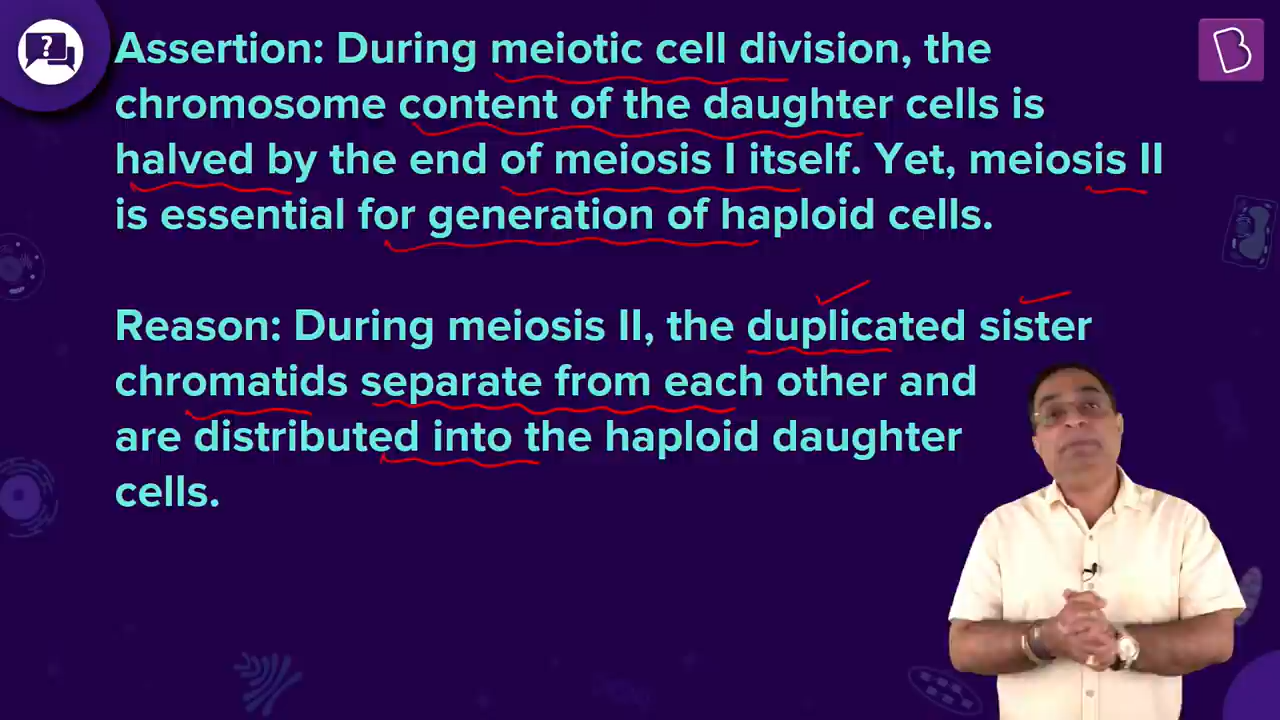 Assertion: During meiotic cell division, the
chromosome content of the daughter cells is
halved by the end of meiosis I itself. Yet, meiosis II
is essential for generation of haploid cells.
Reason: During meiosis II, the duplicated sister
chromatids separate from each other and
are distributed into the haploid daughter
cells.